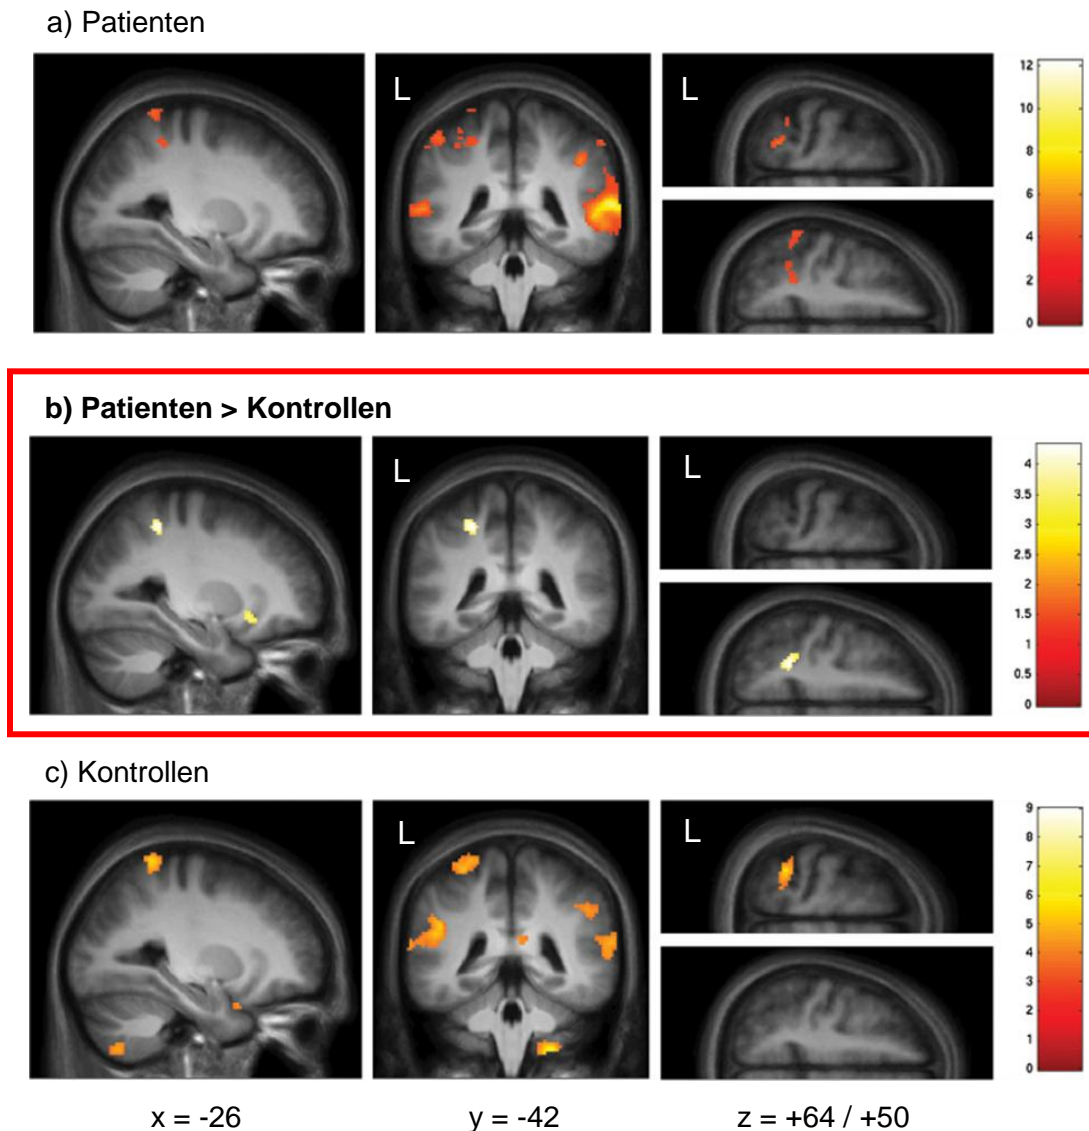 a) Patienten
L
L
12
10
8
6
4
2
0
b) Patienten > Kontrollen
L
L
4
3.5
3
2.5
2
1.5
1
0.5
0
c) Kontrollen
L
L
9
8
7
6
5
4
3
2
1
0
x = -26
y = -42
z = +64 / +50